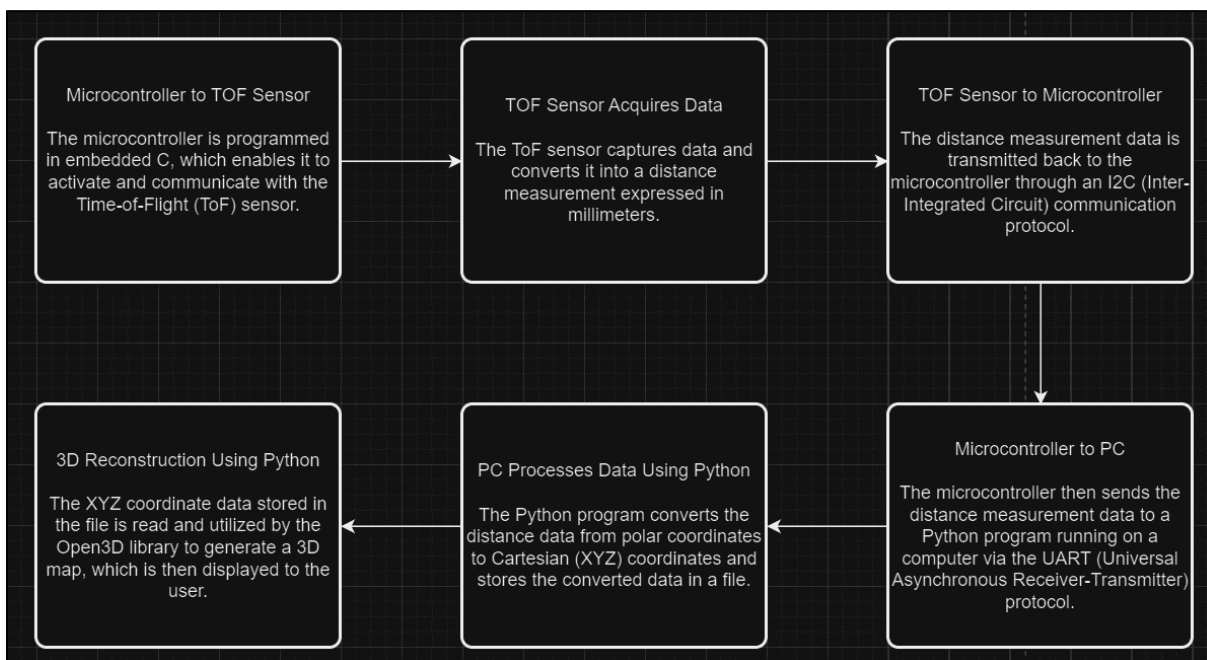 Microcontroller to TOF Sensor
The microcontroller is programmed
in embedded C, which enables it to
activate and communicate with the
Time-of-Flight (ToF) sensor.
TOF Sensor Acquires Data
The ToF sensor captures data and
converts it into a distance
measurement expressed in
millimeters.
TOF Sensor to Microcontroller
The distance measurement data is
transmitted back to the
microcontroller through an I2C (Inter-
Integrated Circuit) communication
protocol.
Microcontroller to PC
The microcontroller then sends the
distance measurement data to a
Python program running on a
computer via the UART (Universal
Asynchronous Receiver-Transmitter)
protocol.
PC Processes Data Using Python
The Python program converts the
distance data from polar coordinates
to Cartesian (XYZ) coordinates and
stores the converted data in a file.
3D Reconstruction Using Python
The XYZ coordinate data stored in
the file is read and utilized by the
Open3D library to generate a 3D
map, which is then displayed to the
user.